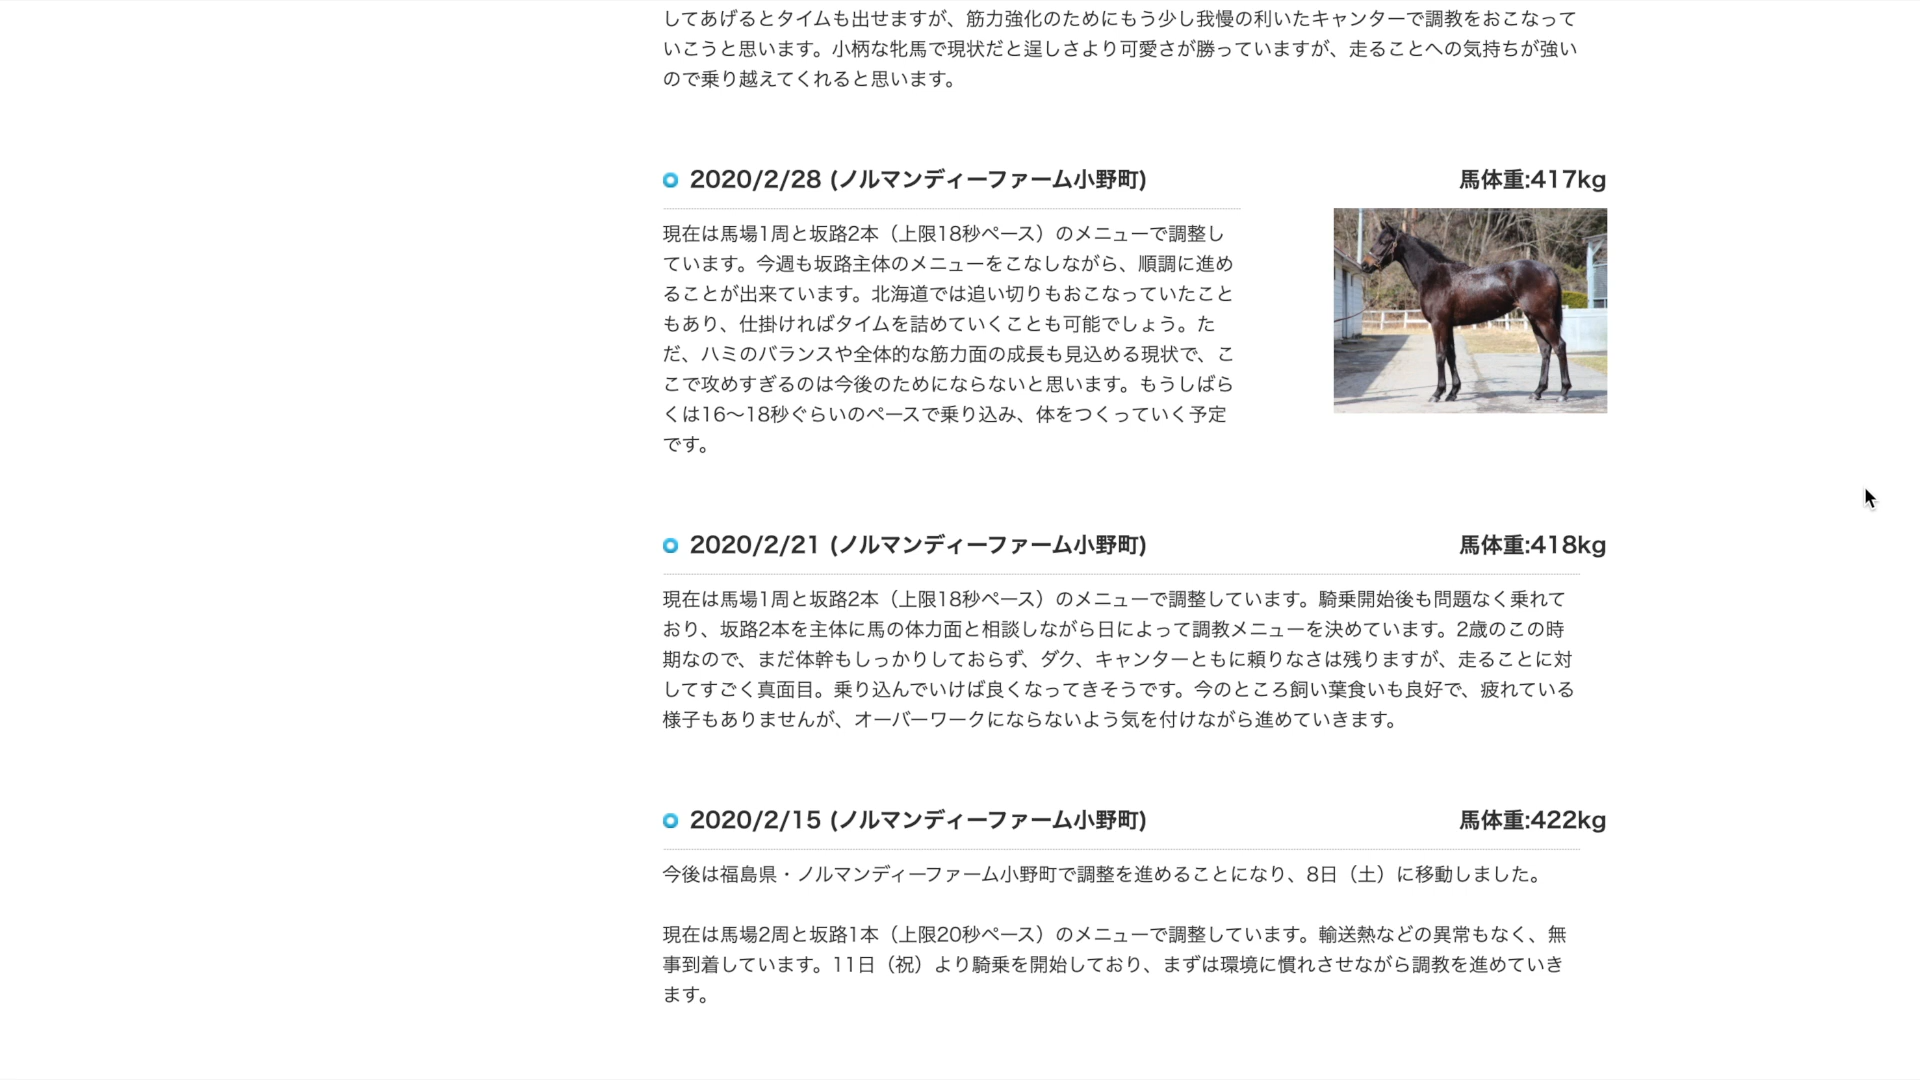 してあげるとタイムも出せますが、筋力強化のためにもう少し我慢の利いたキャンターで調教をおこなって
いこうと思います。小柄な牝馬で現状だと逞しさより可愛さが勝っていますが、走ることへの気持ちが強い
ので乗り越えてくれると思います。
2020/2/28 (ノルマンディーファーム小野町)
馬体重:417kg
現在は馬場1周と坂路2本（上限18秒ペース）のメニューで調整し
ています。今週も坂路主体のメニューをこなしながら、順調に進め
ることが出来ています。北海道では追い切りもおこなっていたこと
もあり、仕掛ければタイムを詰めていくことも可能でしょう。た
だ、ハミのバランスや全体的な筋力面の成長も見込める現状で、こ
こで攻めすぎるのは今後のためにならないと思います。もうしばら
くは16〜18秒ぐらいのペースで乗り込み、体をつくっていく予定
です。
2020/2/21 (ノルマンディーファーム小野町)
馬体重:418kg
現在は馬場1周と坂路2本（上限18秒ペース）のメニューで調整しています。騎乗開始後も問題なく乗れて
おり、坂路2本を主体に馬の体力面と相談しながら日によって調教メニューを決めています。2歳のこの時
期なので、まだ体幹もしっかりしておらず、ダク、キャンターともに頼りなさは残りますが、走ることに対
してすごく真面目。乗り込んでいけば良くなってきそうです。今のところ飼い葉食いも良好で、疲れている
様子もありませんが、オーバーワークにならないよう気を付けながら進めていきます。
2020/2/15 (ノルマンディーファーム小野町)
馬体重:422kg
今後は福島県・ノルマンディーファーム小野町で調整を進めることになり、8日（土）に移動しました。
現在は馬場2周と坂路1本（上限20秒ペース）のメニューで調整しています。輸送熱などの異常もなく、無
事到着しています。11日（祝）より騎乗を開始しており、まずは環境に慣れさせながら調教を進めていき
ます。